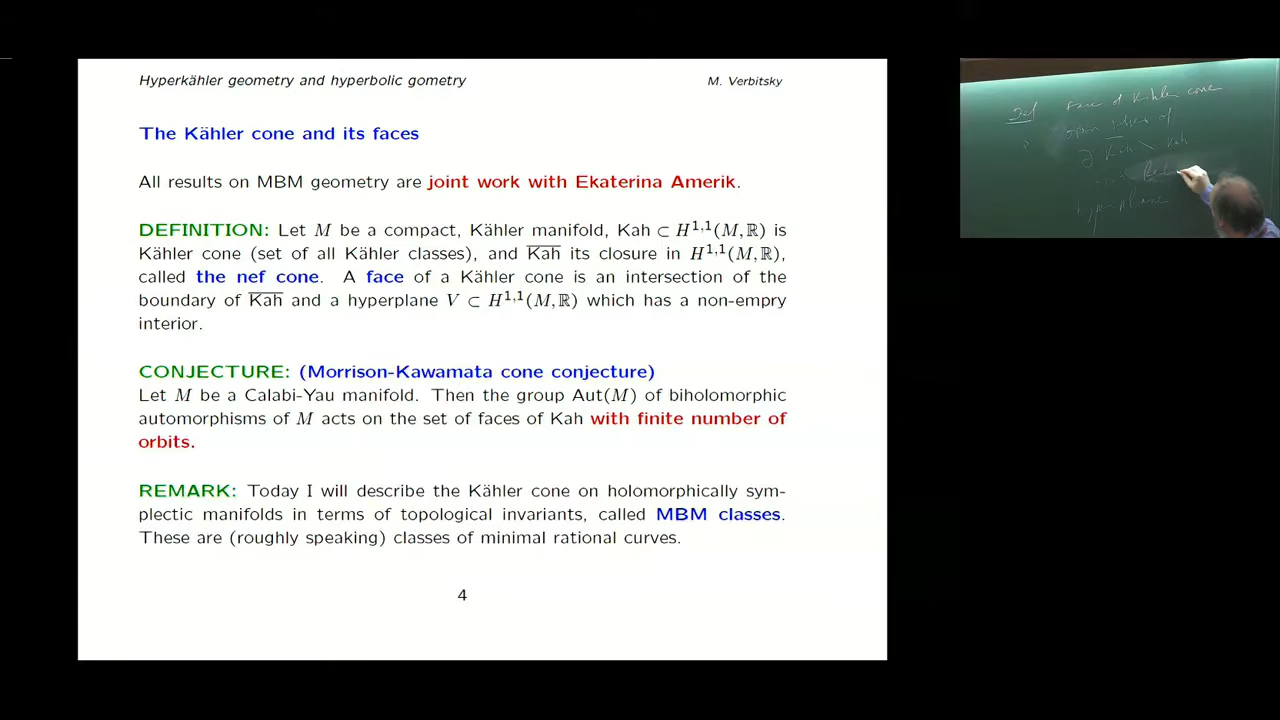 Hyperkähler geometry and hyperbolic gometry M. Verbitsky
The Kähler cone and its faces
All results on MBM geometry are joint work with Ekaterina Amerik.
DEFINITION: Let M be a compact, Kähler manifold, Kah ⊂ H^{1,1}(M, ℝ) is
Kähler cone (set of all Kähler classes), and \overline{Kah} its closure in H^{1,1}(M, ℝ),
called the nef cone. A face of a Kähler cone is an intersection of the
boundary of \overline{Kah} and a hyperplane V ⊂ H^{1,1}(M, ℝ) which has a non-empry
interior.
CONJECTURE: (Morrison-Kawamata cone conjecture)
Let M be a Calabi-Yau manifold. Then the group Aut(M) of biholomorphic
automorphisms of M acts on the set of faces of Kah with finite number of
orbits.
REMARK: Today I will describe the Kähler cone on holomorphically sym-
plectic manifolds in terms of topological invariants, called MBM classes.
These are (roughly speaking) classes of minimal rational curves.
4
Def Face of Kähler cone
open of
∂ Kah \ Kah
hyperplane